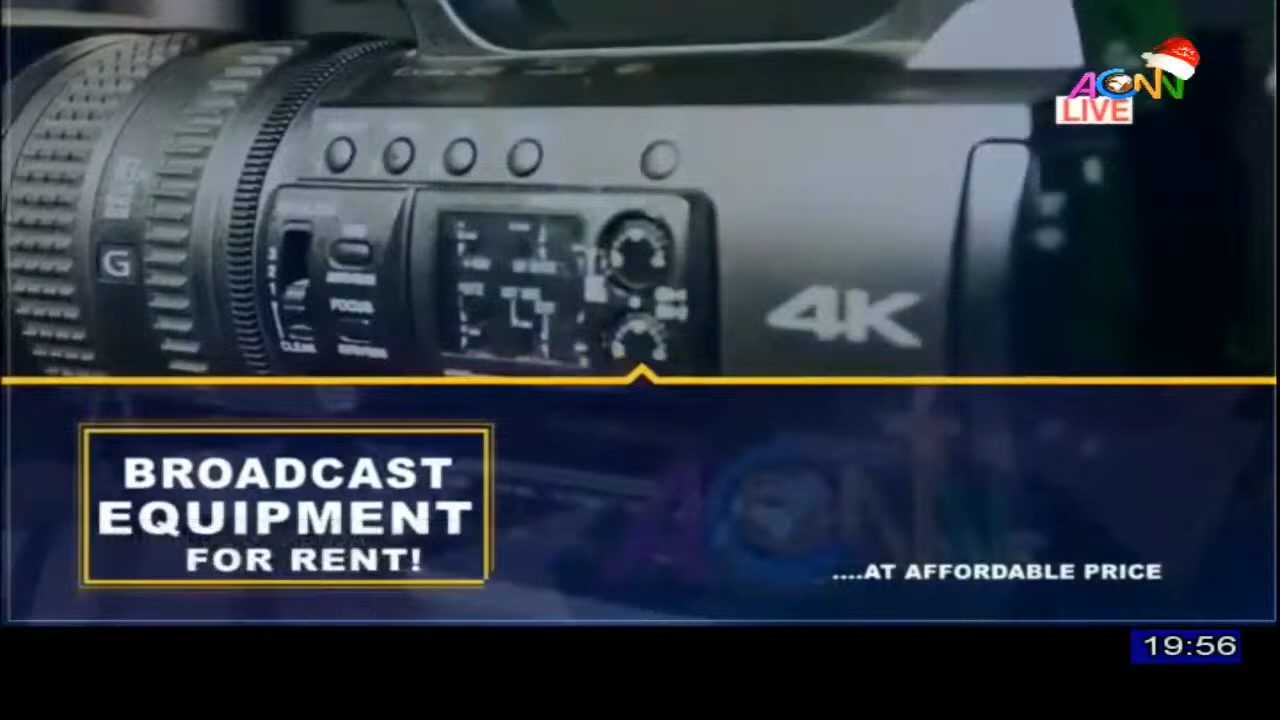 ACNN
LIVE
G
FOCUS
4K
BROADCAST
EQUIPMENT
FOR RENT!
....AT AFFORDABLE PRICE
19:56